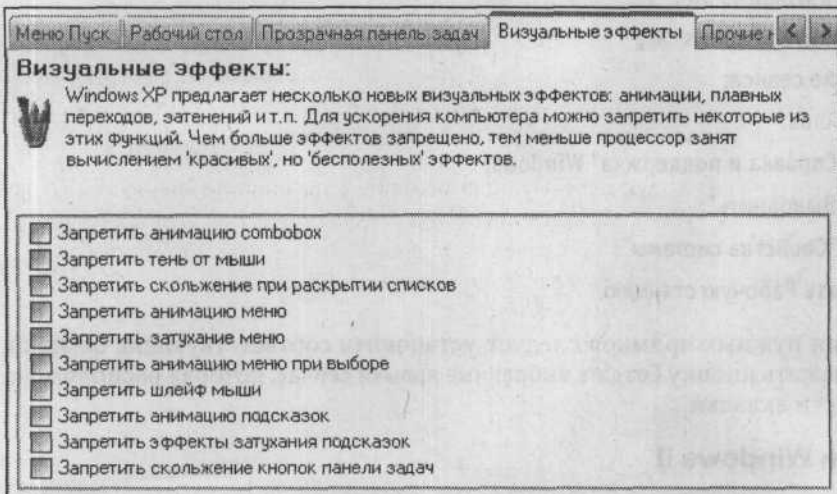 Меню Пуск Рабочий стол Прозрачная панель задач Визуальные эффекты Прочие
Визуальные эффекты:
Windows XP предлагает несколько новых визуальных эффектов: анимации, плавных
переходов, затенений и т.п. Для ускорения компьютера можно запретить некоторые из
этих функций. Чем больше эффектов запрещено, тем меньше процессор занят
вычислением 'красивых', но 'бесполезных' эффектов.
Запретить анимацию combobox
Запретить тень от мыши
Запретить скольжение при раскрытии списков
Запретить анимацию меню
Запретить затухание меню
Запретить анимацию меню при выборе
Запретить шлейф мыши
Запретить анимацию подсказок
Запретить эффекты затухания подсказок
Запретить скольжение кнопок панели задач